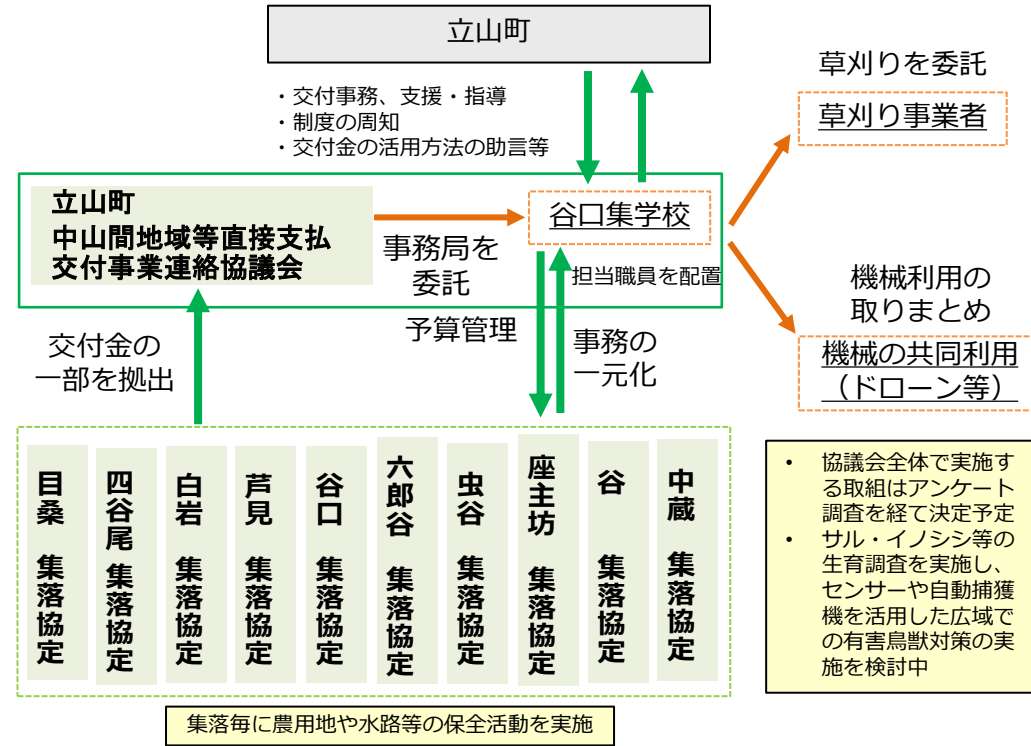 立山町
・交付事務、支援・指導
・制度の周知
・交付金の活用方法の助言等
草刈りを委託
草刈り事業者
立山町
中山間地域等直接支払
交付事業連絡協議会
事務局を
委託
谷口集学校
担当職員を配置
機械利用の
取りまとめ
機械の共同利用
（ドローン等）
交付金の
一部を拠出
予算管理
事務の
一元化
目桑 集落協定
四谷尾 集落協定
白岩 集落協定
芦見 集落協定
谷口 集落協定
六郎谷 集落協定
虫谷 集落協定
座主坊 集落協定
谷 集落協定
中蔵 集落協定
• 協議会全体で実施す
る取組はアンケート
調査を経て決定予定
• サル・イノシシ等の
生育調査を実施し、
センサーや自動捕獲
機を活用した広域で
の有害鳥獣対策の実
施を検討中
集落毎に農用地や水路等の保全活動を実施